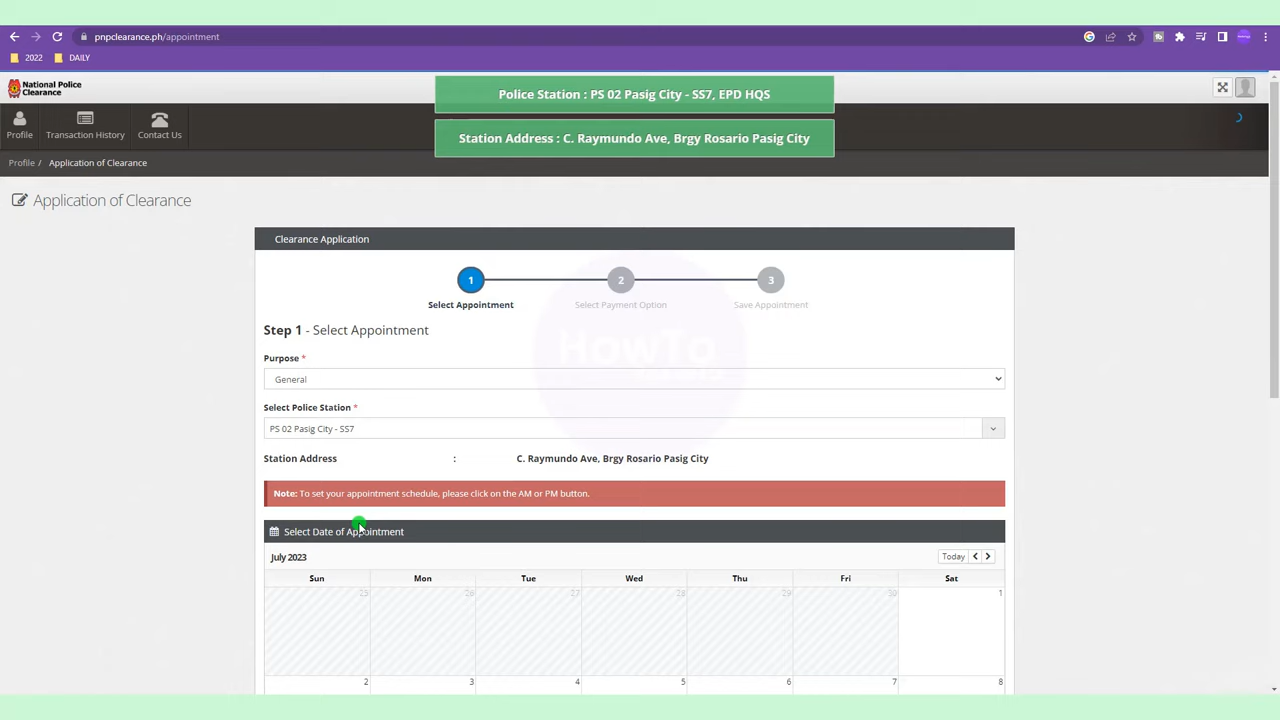 pnpclearance.ph/appointment
2022 DAILY
National Police
Clearance
Police Station : PS 02 Pasig City - SS7, EPD HQS
Station Address : C. Raymundo Ave, Brgy Rosario Pasig City
Profile Transaction History Contact Us
Profile / Application of Clearance
Application of Clearance
Clearance Application
1 2 3
Select Appointment Select Payment Option Save Appointment
Step 1 - Select Appointment
HowTo
Purpose *
General
Select Police Station *
PS 02 Pasig City - SS7
Station Address : C. Raymundo Ave, Brgy Rosario Pasig City
Note: To set your appointment schedule, please click on the AM or PM button.
Select Date of Appointment
July 2023 Today
Sun Mon Tue Wed Thu Fri Sat
25 26 27 28 29 30 1
2 3 4 5 6 7 8